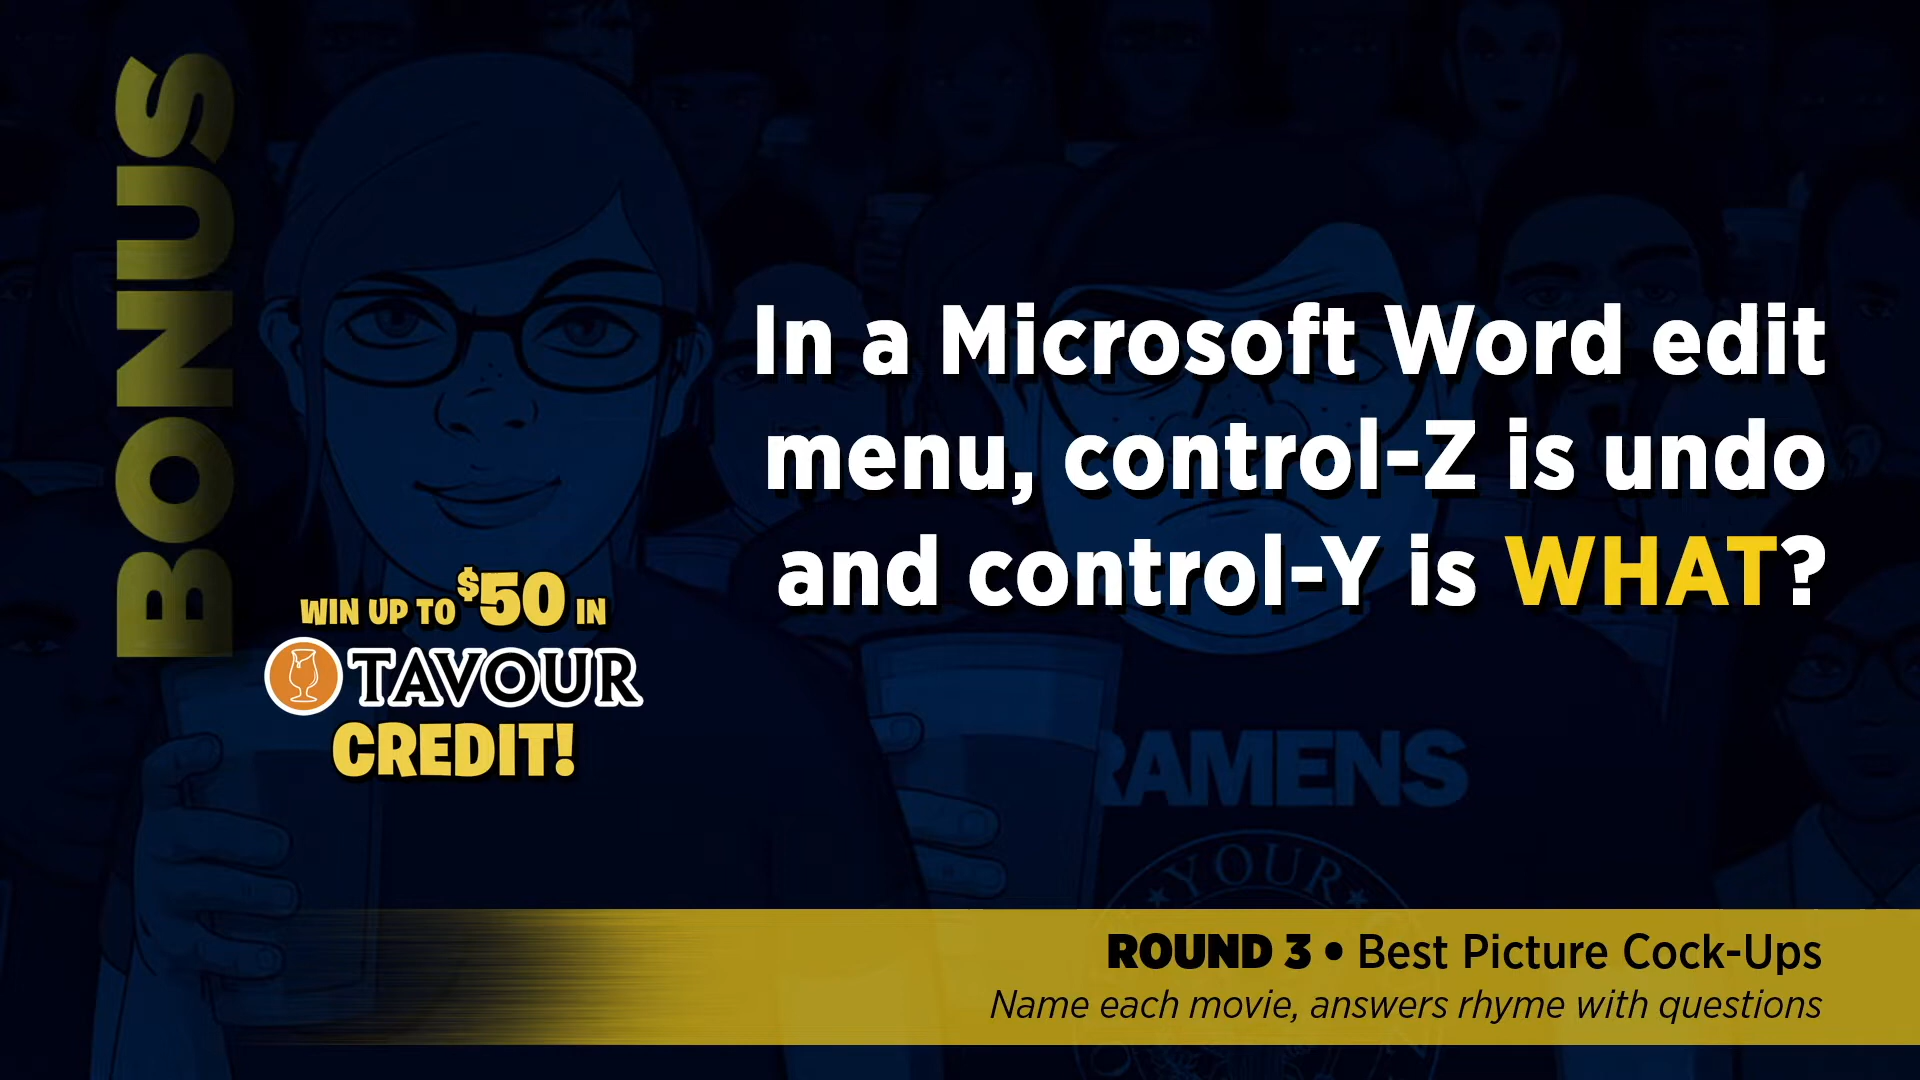 BONUS
In a Microsoft Word edit
menu, control-Z is undo
and control-Y is WHAT?
WIN UP TO $50 IN
TAVOUR
CREDIT!
RAMENS
YOUR
ROUND 3 • Best Picture Cock-Ups
Name each movie, answers rhyme with questions